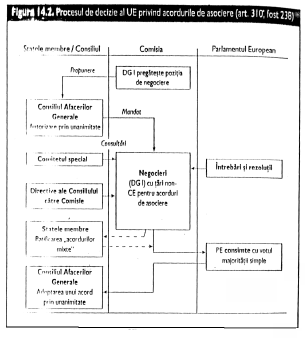 Figura 14.2. Procesul de decizie al UE privind acordurile de asociere (art. 310, fost 238)
Statele membre / Consiliul
Comisia
Parlamentul European
Propunere
DG I pregătește poziția
de negociere
Consiliul Afacerilor
Generale
Autorizare prin unanimitate
Mandat
Consultări
Comitetul special
Negocieri
(DG I) cu țări non-
CE pentru acorduri
de asociere
Întrebări și rezoluții
Directive ale Consiliului
către Comisie
Statele membre
Ratificarea „acordurilor
mixte"
PE consimte cu votul
majorității simple
Consiliul Afacerilor
Generale
Adoptarea unui acord
prin unanimitate